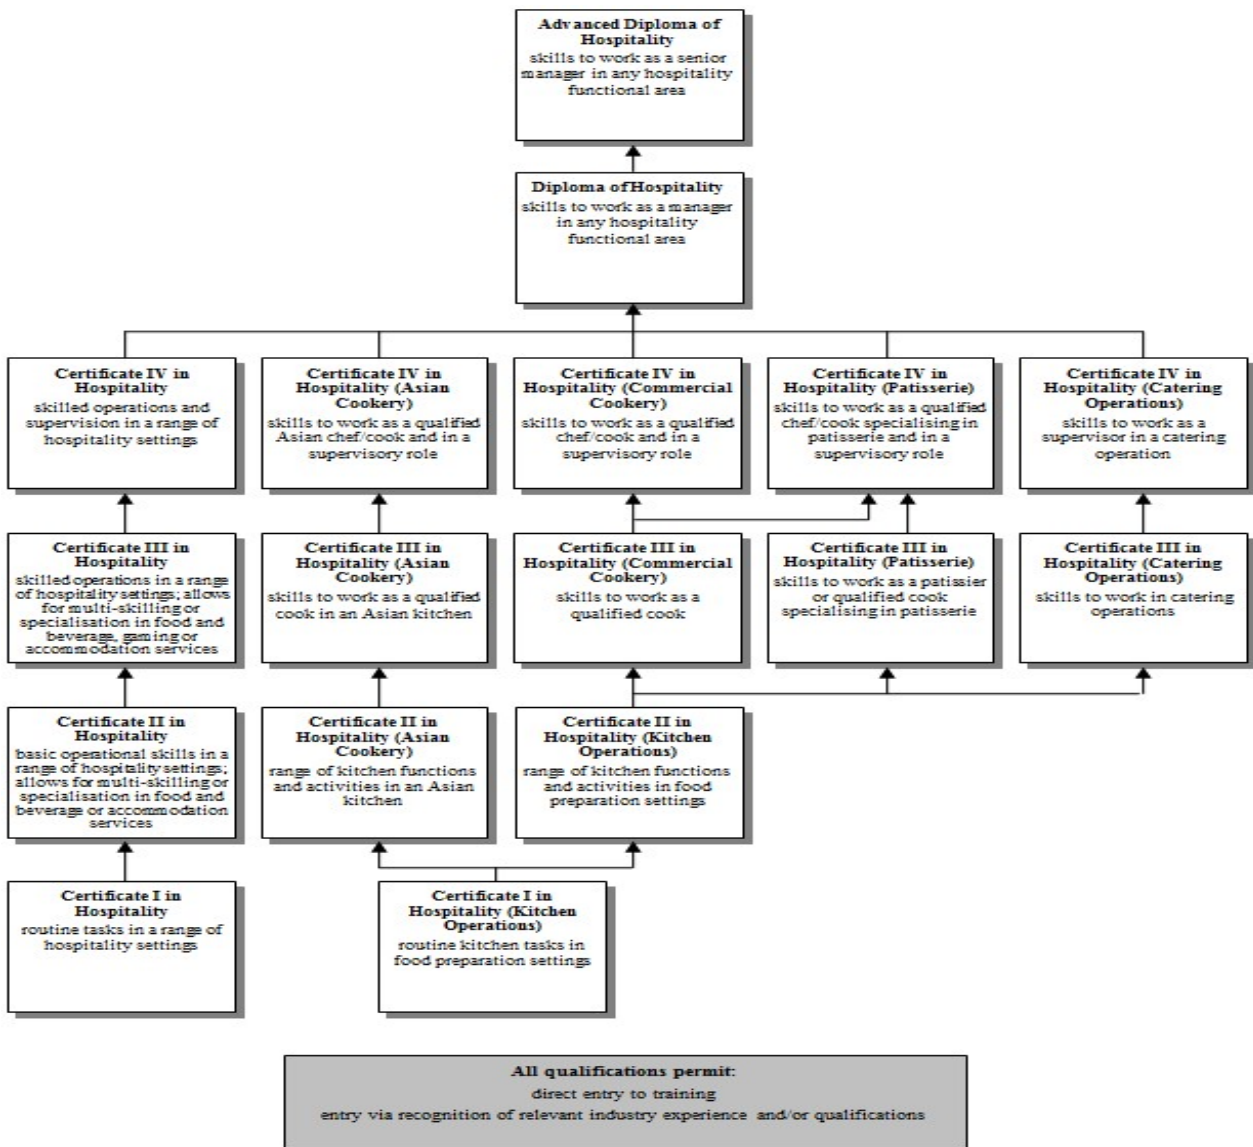 Advanced Diploma of
Hospitality
skills to work as a senior
manager in any hospitality
functional area
Diploma of Hospitality
skills to work as a manager
in any hospitality
functional area
Certificate IV in
Hospitality
skilled operations and
supervision in a range of
hospitality settings
Certificate IV in
Hospitality (Asian
Cookery)
skills to work as a qualified
Asian chef/cook and in a
supervisory role
Certificate IV in
Hospitality (Commercial
Cookery)
skills to work as a qualified
chef/cook and in a
supervisory role
Certificate IV in
Hospitality (Patisserie)
skills to work as a qualified
chef/cook specialising in
patisserie and in a
supervisory role
Certificate IV in
Hospitality (Catering
Operations)
skills to work as a
supervisor in a catering
operation
Certificate III in
Hospitality
skilled operations in a range
of hospitality settings; allows
for multi-skilling or
specialisation in food and
beverage, gaming or
accommodation services
Certificate III in
Hospitality (Asian
Cookery)
skills to work as a qualified
cook in an Asian kitchen
Certificate III in
Hospitality (Commercial
Cookery)
skills to work as a
qualified cook
Certificate III in
Hospitality (Patisserie)
skills to work as a patissier
or qualified cook
specialising in patisserie
Certificate III in
Hospitality (Catering
Operations)
skills to work in catering
operations
Certificate II in
Hospitality
basic operational skills in a
range of hospitality settings;
allows for multi-skilling or
specialisation in food and
beverage or accommodation
services
Certificate II in
Hospitality (Asian
Cookery)
range of kitchen functions
and activities in an Asian
kitchen
Certificate II in
Hospitality (Kitchen
Operations)
range of kitchen functions
and activities in food
preparation settings
Certificate I in
Hospitality
routine tasks in a range of
hospitality settings
Certificate I in
Hospitality (Kitchen
Operations)
routine kitchen tasks in
food preparation settings
All qualifications permit:
direct entry to training
entry via recognition of relevant industry experience and/or qualifications